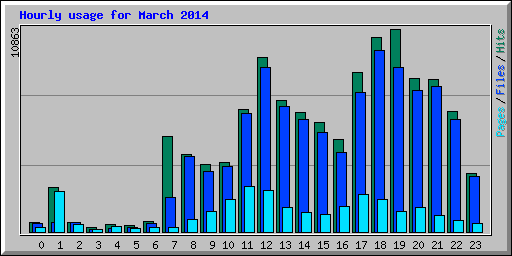 Hourly usage for March 2014
10863
Pages/Files/Hits
0 1 2 3 4 5 6 7 8 9 10 11 12 13 14 15 16 17 18 19 20 21 22 23